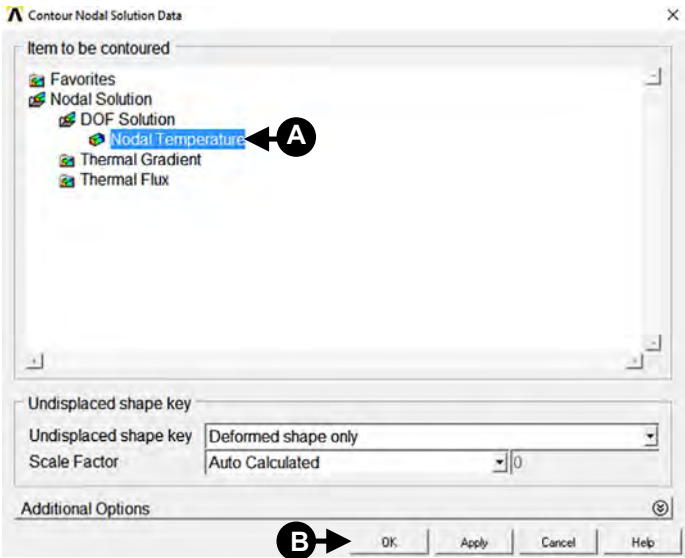 Contour Nodal Solution Data
Item to be contoured
Favorites
Nodal Solution
DOF Solution
Nodal Temperature
A
Thermal Gradient
Thermal Flux
Undisplaced shape key
Undisplaced shape key Deformed shape only
Scale Factor Auto Calculated 0
Additional Options
B OK Apply Cancel Help